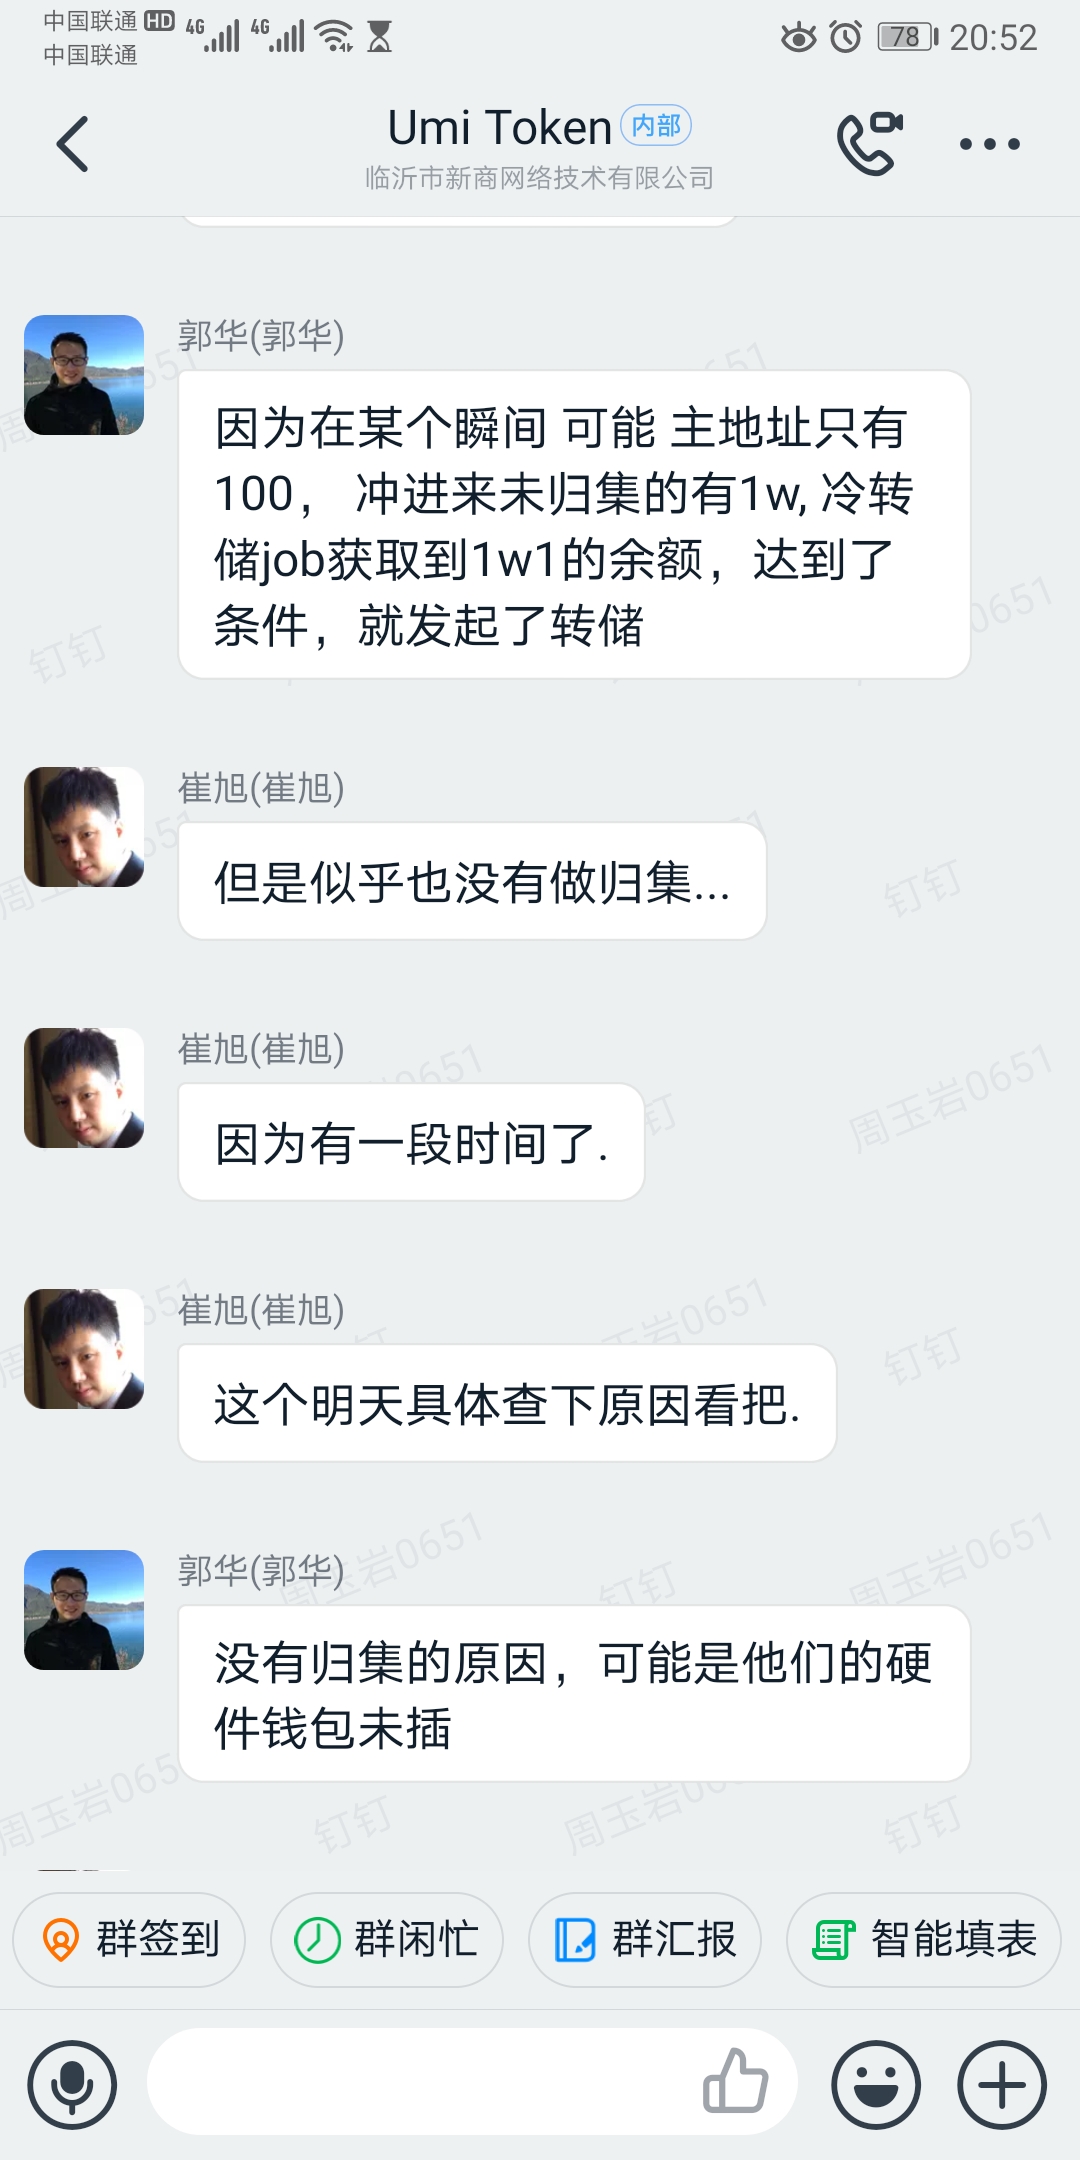 中国联通 HD 4G 4G 78 20:52
中国联通
Umi Token 内部
临沂市新商网络技术有限公司
郭华(郭华)
因为在某个瞬间 可能 主地址只有
100， 冲进来未归集的有1w, 冷转
储job获取到1w1的余额，达到了
条件，就发起了转储
崔旭(崔旭)
但是似乎也没有做归集...
崔旭(崔旭)
因为有一段时间了.
崔旭(崔旭)
这个明天具体查下原因看把.
郭华(郭华)
没有归集的原因，可能是他们的硬
件钱包未插
群签到 群闲忙 群汇报 智能填表
钉钉
周玉岩0651